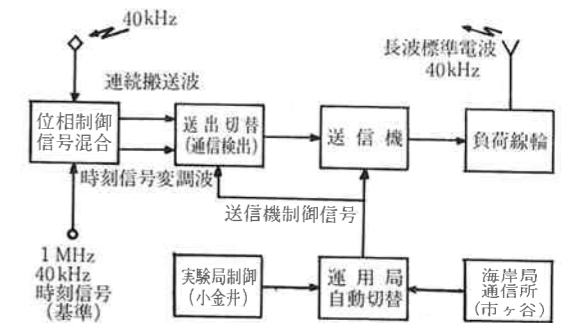 40kHz
長波標準電波
40kHz
連続搬送波
位相制御
信号混合
送出切替
(通信検出)
送信機
負荷線輪
時刻信号変調波
送信機制御信号
1MHz
40kHz
時刻信号
(基準)
実験局制御
(小金井)
運用局
自動切替
海岸局
通信所
(市ヶ谷)